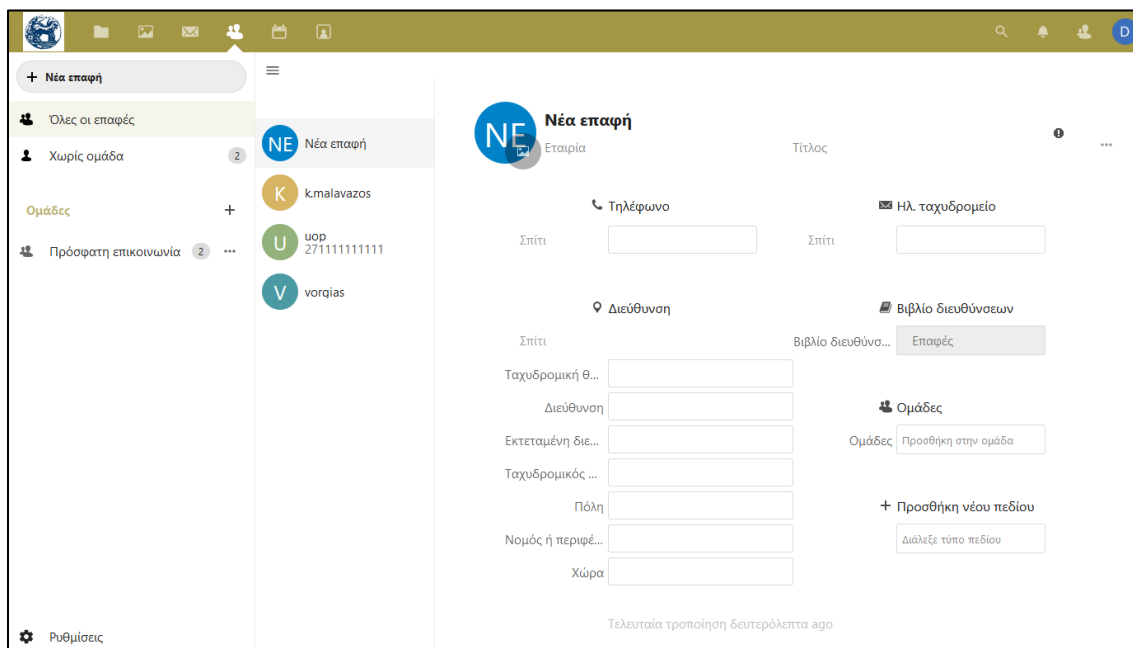 D
Νέα επαφή
Όλες οι επαφές
Χωρίς ομάδα 2
Ομάδες
Πρόσφατη επικοινωνία 2
Ρυθμίσεις
NE Νέα επαφή
K k.malavazos
U uop
271111111111
V vorgias
NE
Νέα επαφή
Εταιρία Τίτλος
Τηλέφωνο
Σπίτι
Ηλ. ταχυδρομείο
Σπίτι
Διεύθυνση
Σπίτι
Ταχυδρομική θ...
Διεύθυνση
Εκτεταμένη διε...
Ταχυδρομικός ...
Πόλη
Νομός ή περιφέ...
Χώρα
Βιβλίο διευθύνσεων
Βιβλίο διευθύνσ... Επαφές
Ομάδες
Ομάδες Προσθήκη στην ομάδα
Προσθήκη νέου πεδίου
Διάλεξε τύπο πεδίου
Τελευταία τροποίηση δευτερόλεπτα ago